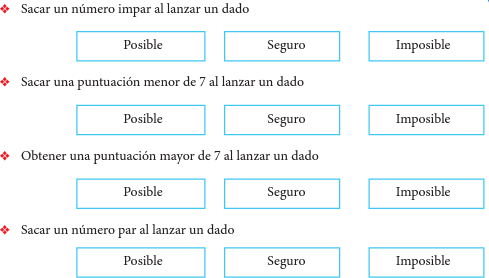 ❖ Sacar un número impar al lanzar un dado
Posible Seguro Imposible
❖ Sacar una puntuación menor de 7 al lanzar un dado
Posible Seguro Imposible
❖ Obtener una puntuación mayor de 7 al lanzar un dado
Posible Seguro Imposible
❖ Sacar un número par al lanzar un dado
Posible Seguro Imposible